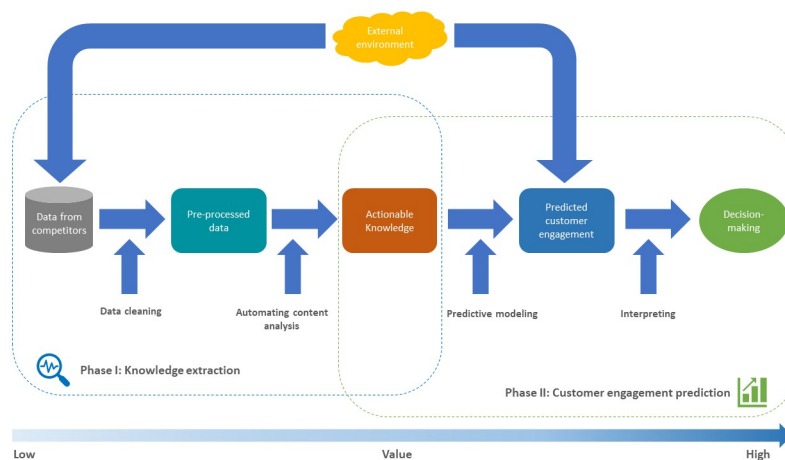 External
environment
Data from
competitors
Pre-processed
data
Actionable
Knowledge
Predicted
customer
engagement
Decision-
making
Data cleaning
Automating content
analysis
Predictive modeling
Interpreting
Phase I: Knowledge extraction
Phase II: Customer engagement prediction
Low
Value
High